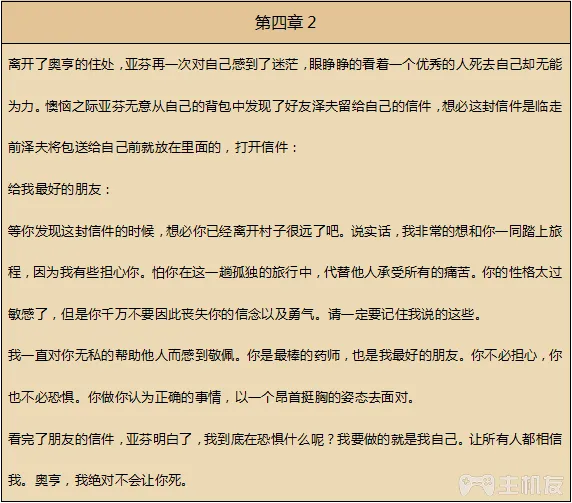 第四章 2
离开了奥亨的住处，亚芬再一次对自己感到了迷茫，眼睁睁的看着一个优秀的人死去自己却无能
为力。懊恼之际亚芬无意从自己的背包中发现了好友泽夫留给自己的信件，想必这封信件是临走
前泽夫将包送给自己前就放在里面的，打开信件：
给我最好的朋友：
等你发现这封信件的时候，想必你已经离开村子很远了吧。说实话，我非常的想和你一同踏上旅
程，因为我有些担心你。怕你在这一趟孤独的旅行中，代替他人承受所有的痛苦。你的性格太过
敏感了，但是你千万不要因此丧失你的信念以及勇气。请一定要记住我说的这些。
我一直对你无私的帮助他人而感到敬佩。你是最棒的药师，也是我最好的朋友。你不必担心，你
也不必恐惧。你做你认为正确的事情，以一个昂首挺胸的姿态去面对。
看完了朋友的信件，亚芬明白了，我到底在恐惧什么呢？我要做的就是我自己。让所有人都相信
我。奥亨，我绝对不会让你死。
主机友